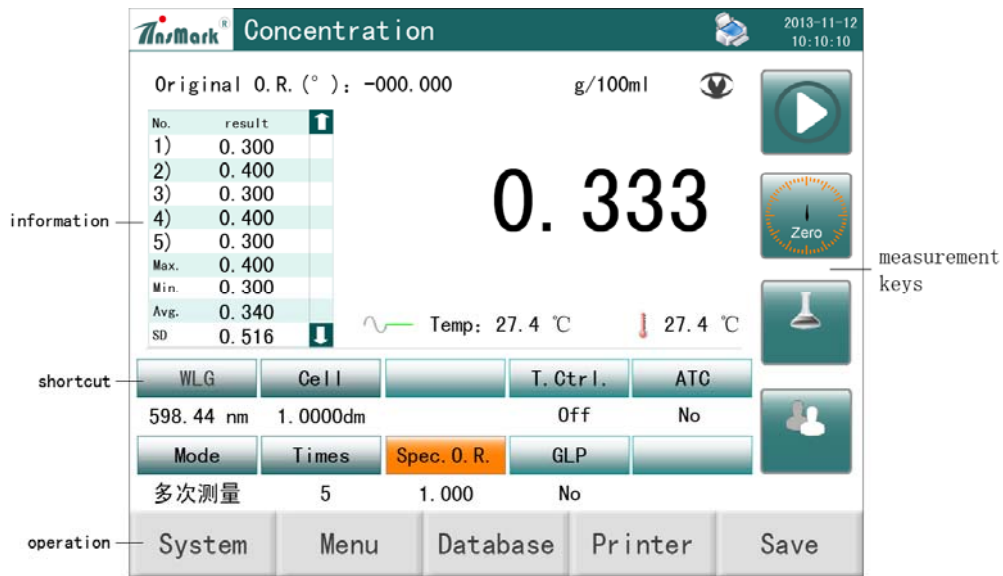 TinsMark® Concentration 2013-11-12
10:10:10
Original O.R.(°): -000.000 g/100ml
No. result
1) 0.300
2) 0.400
3) 0.300
4) 0.400
5) 0.300
Max. 0.400
Min. 0.300
Avg. 0.340
SD 0.516
0.333
Temp: 27.4 ℃ 27.4 ℃
Zero
information
measurement
keys
shortcut
WLG Cell T.Ctrl. ATC
598.44 nm 1.0000dm Off No
Mode Times Spec.O.R. GLP
多次测量 5 1.000 No
operation
System Menu Database Printer Save